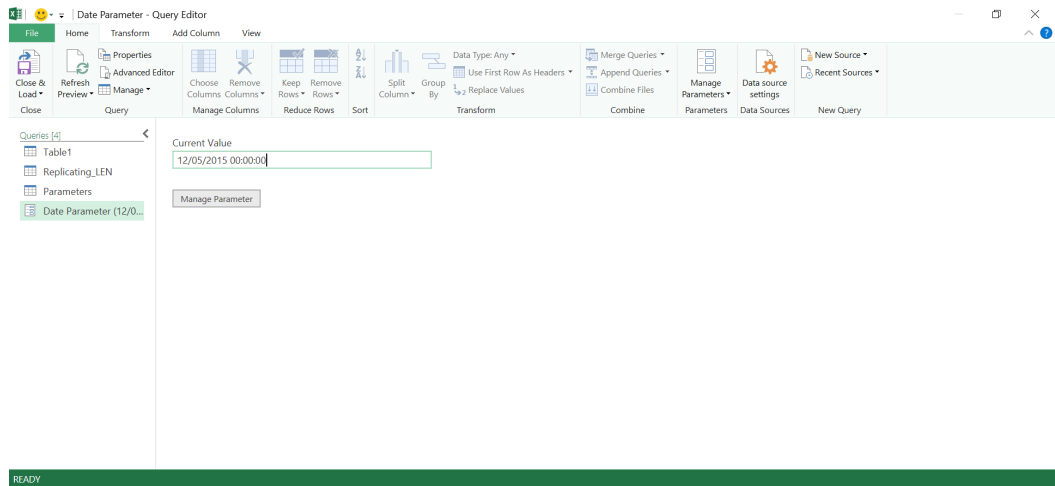 Date Parameter - Query Editor
File Home Transform Add Column View
Close & Load
Refresh Preview
Properties
Advanced Editor
Manage
Choose Columns
Remove Columns
Keep Rows
Remove Rows
Split Column
Group By
Data Type: Any
Use First Row As Headers
Replace Values
Merge Queries
Append Queries
Combine Files
Manage Parameters
Data source settings
New Source
Recent Sources
Close Query Manage Columns Reduce Rows Sort Transform Combine Parameters Data Sources New Query
Queries [4]
Table1
Replicating_LEN
Parameters
Date Parameter (12/0...
Current Value
12/05/2015 00:00:00
Manage Parameter
READY